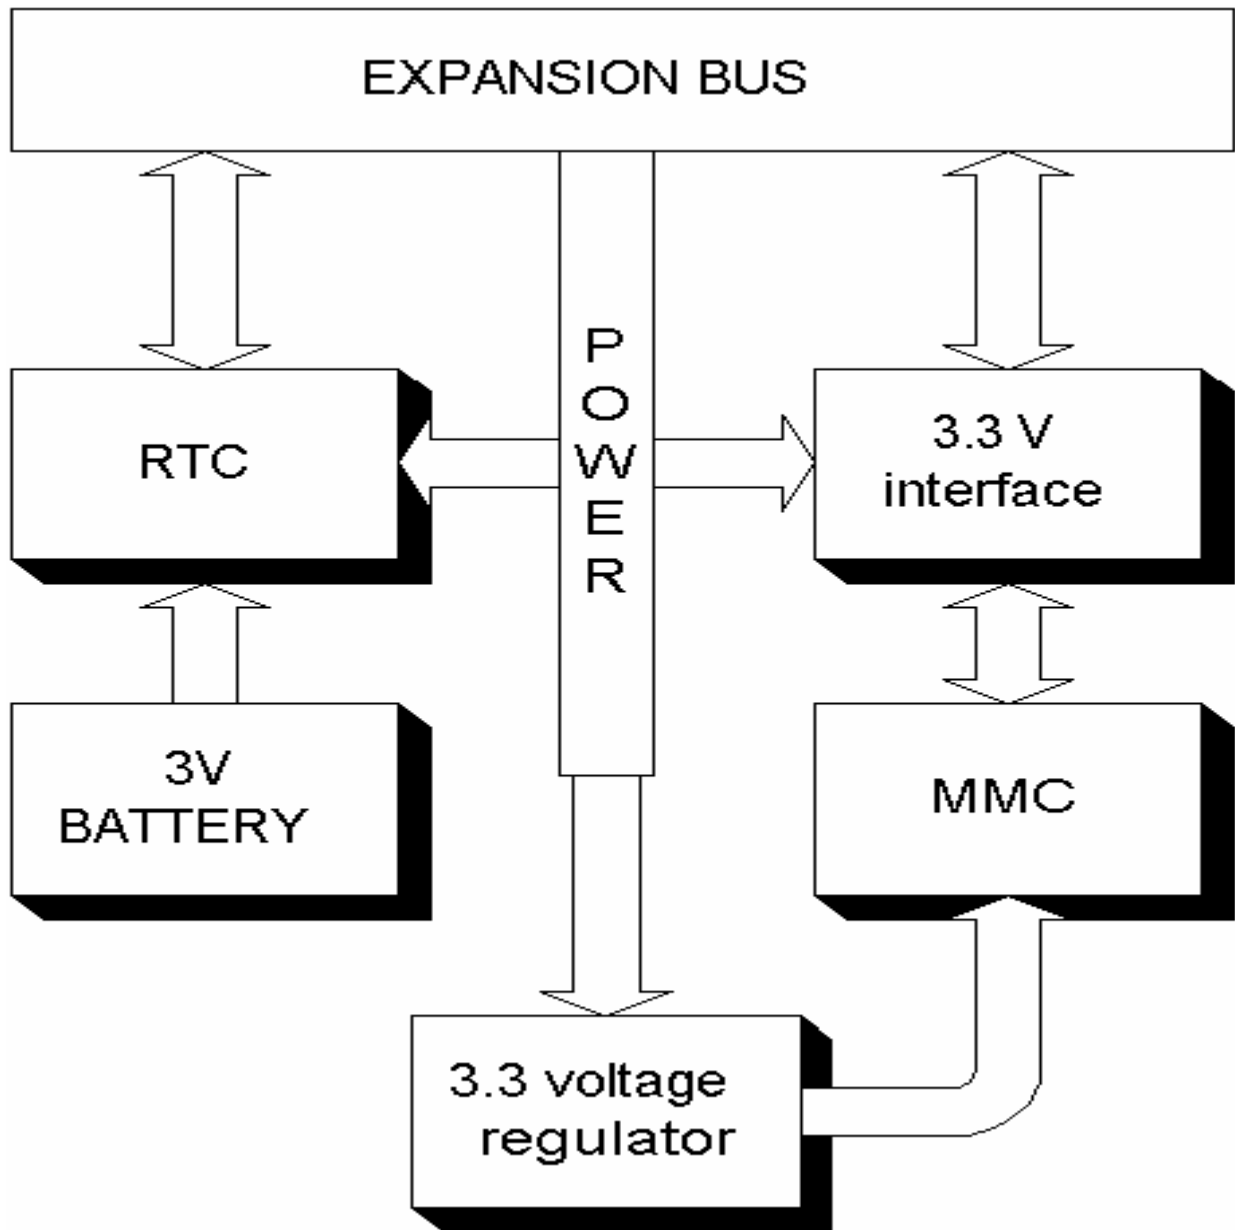 EXPANSION BUS
P
O
W
E
R
RTC
3.3 V
interface
3V
BATTERY
MMC
3.3 voltage
regulator